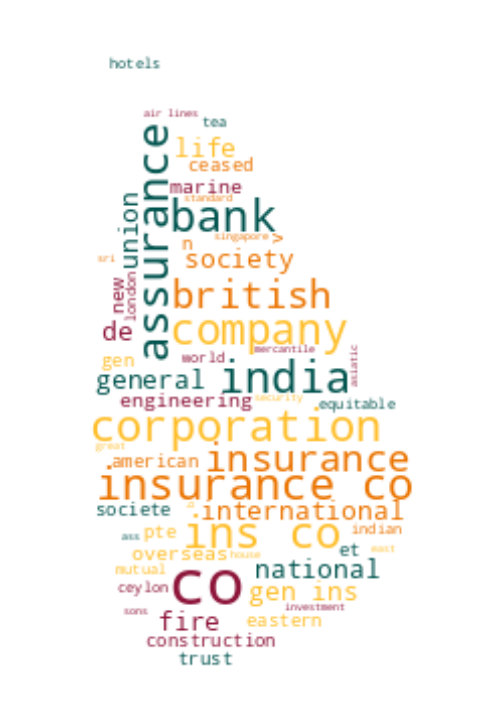 hotels
air lines
tea
assurance
life
ceased
marine
standard
union
bank
singapore >
n
sri
society
new
london
british
de
company
world
mercantile
asiatic
gen
general
india
engineering
security
.equitable
corporation
great
.american
insurance
insurance co
societe
.international
ass
pte
ins co
indian
et
east
overseas
house
mutual
national
ceylon
co
gen ins
sons
investment
fire
eastern
construction
trust